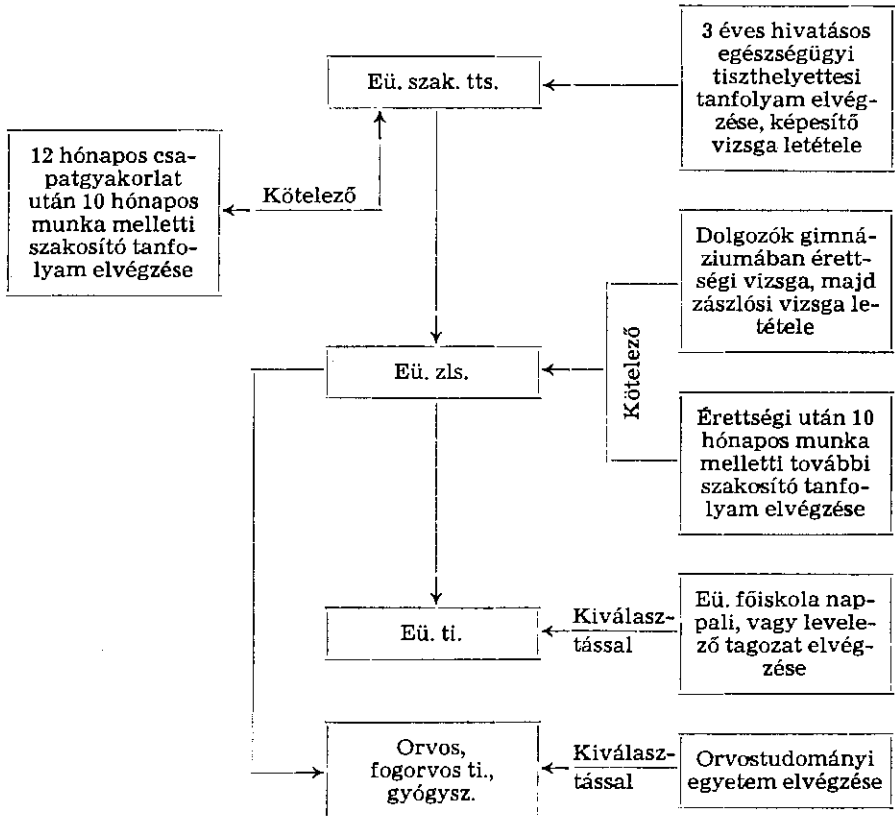 3 éves hivatásos
egészségügyi
tiszthelyettesi
tanfolyam elvég-
zése, képesítő
vizsga letétele
Eü. szak. tts.
12 hónapos csa-
patgyakorlat
után 10 hónapos
munka melletti
szakosító tanfo-
lyam elvégzése
Kötelező
Dolgozók gimná-
ziumában érett-
ségi vizsga, majd
zászlósi vizsga le-
tétele
Eü. zls.
Kötelező
Érettségi után 10
hónapos munka
melletti további
szakosító tanfo-
lyam elvégzése
Eü. ti.
Kiválasz-
tással
Eü. főiskola nap-
pali, vagy levele-
ző tagozat elvég-
zése
Orvos,
fogorvos ti.,
gyógysz.
Kiválasz-
tással
Orvostudományi
egyetem elvégzése